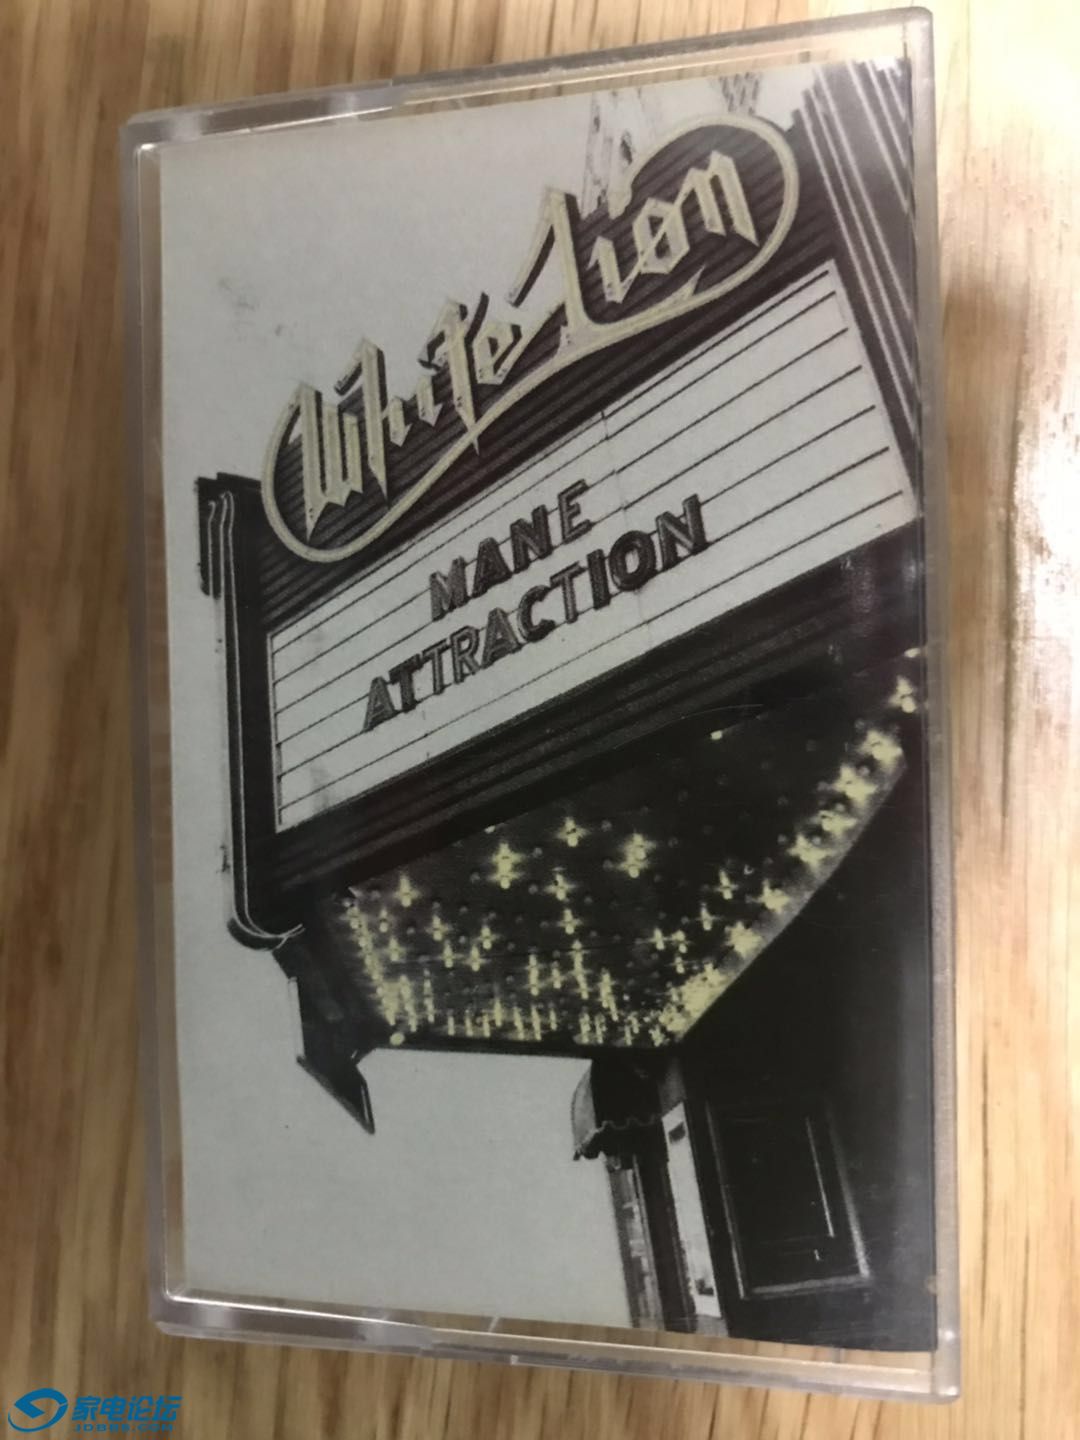 White Lion
MANE
ATTRACTION
家电论坛
JDBBS.COM